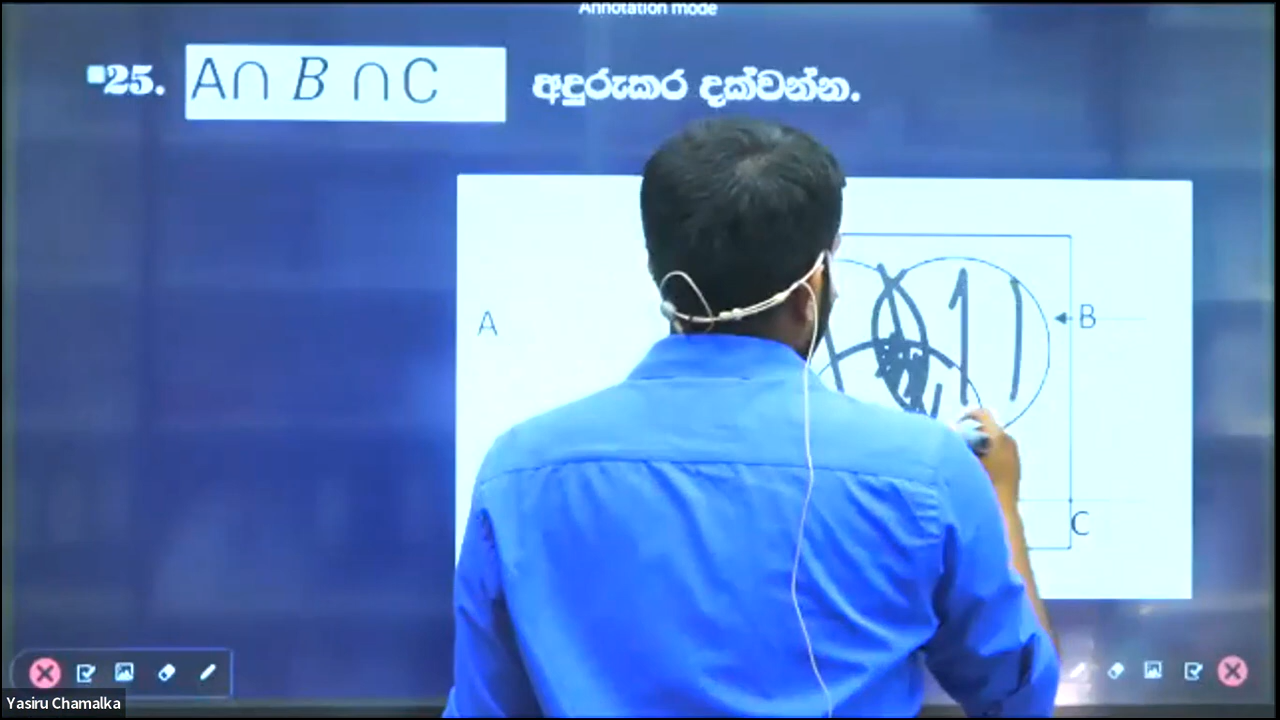 Annotation mode
25. A∩ B ∩C අඳුරුකර දක්වන්න.
A
B
C
Yasiru Chamalka